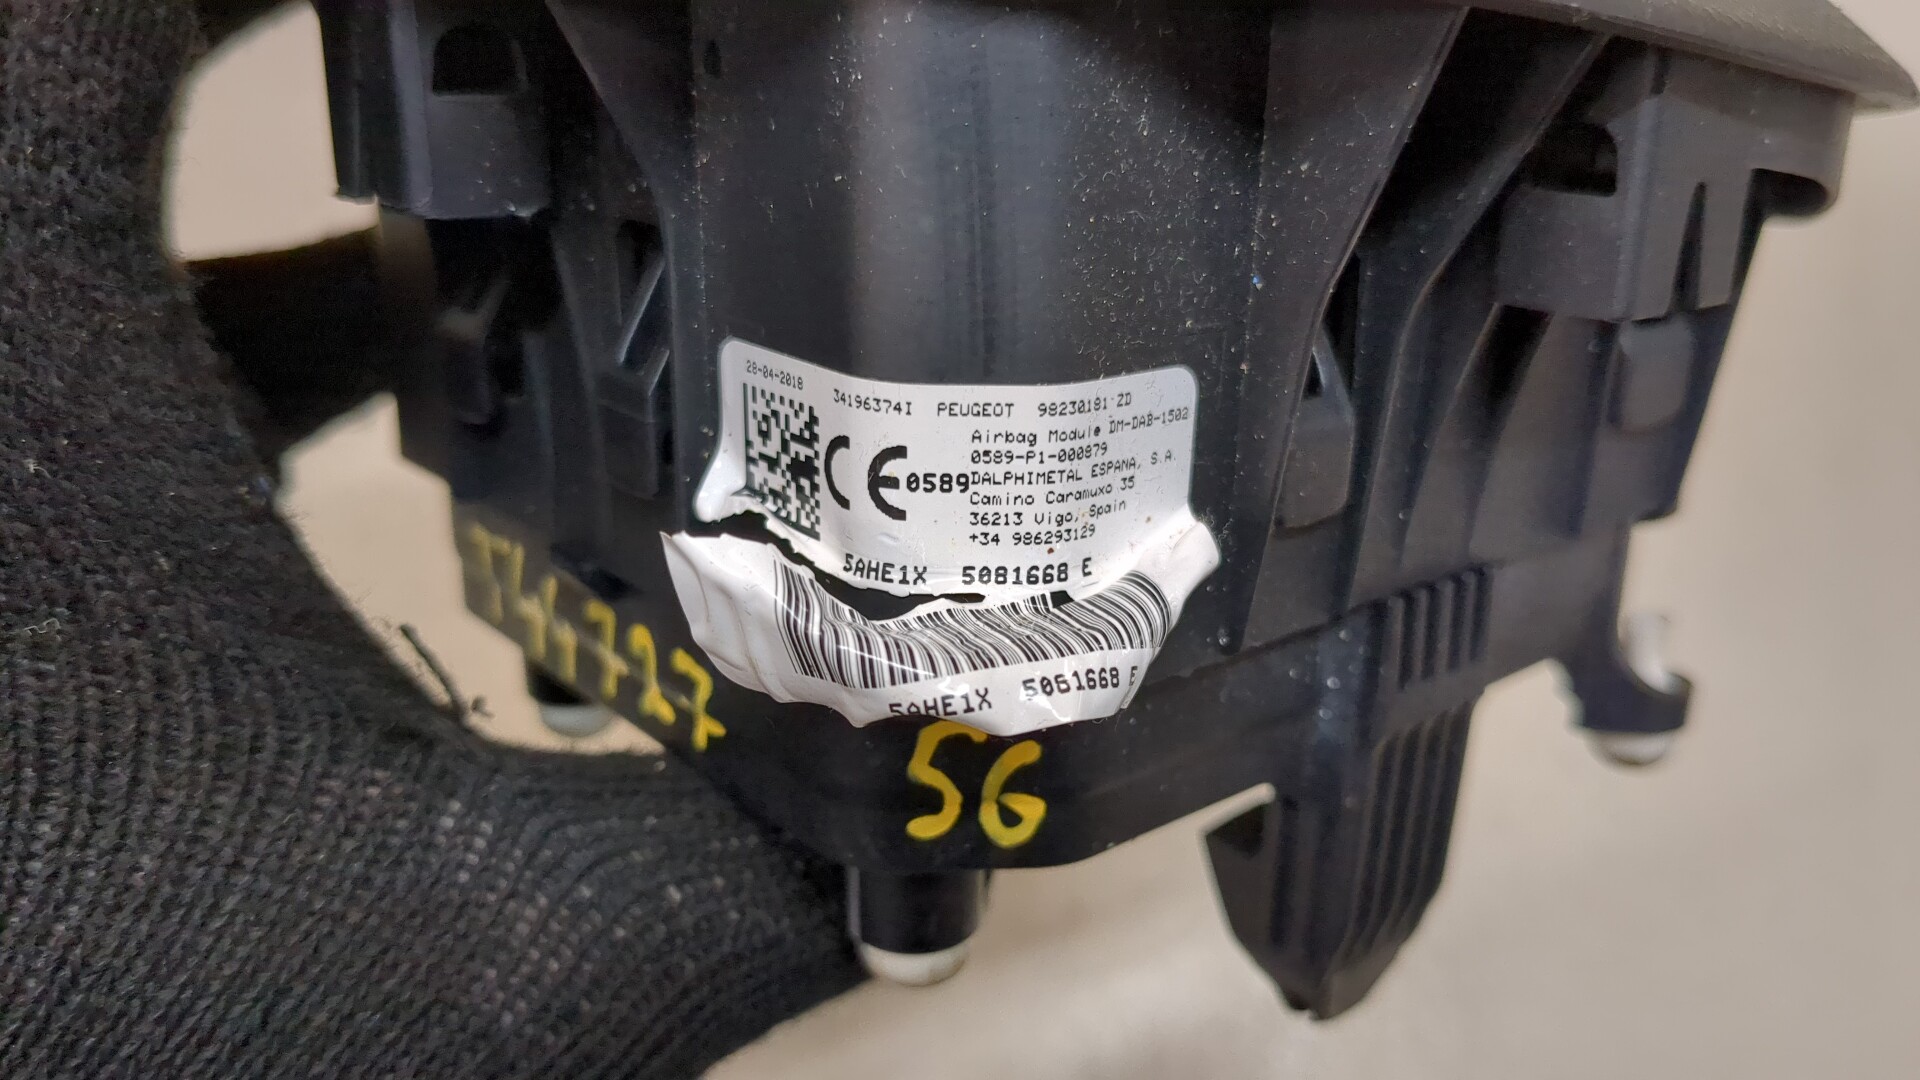 28-04-2018
34196374I PEUGEOT 98230181 ZD
Airbag Module DM-DAB-1502
0589-P1-000879
CE 0589
DALPHIMETAL ESPANA, S.A.
Camino Caramuxo 35
36213 Vigo, Spain
+34 986293129
5AHE1X 5081668 E
5AHE1X 5081668 E
56